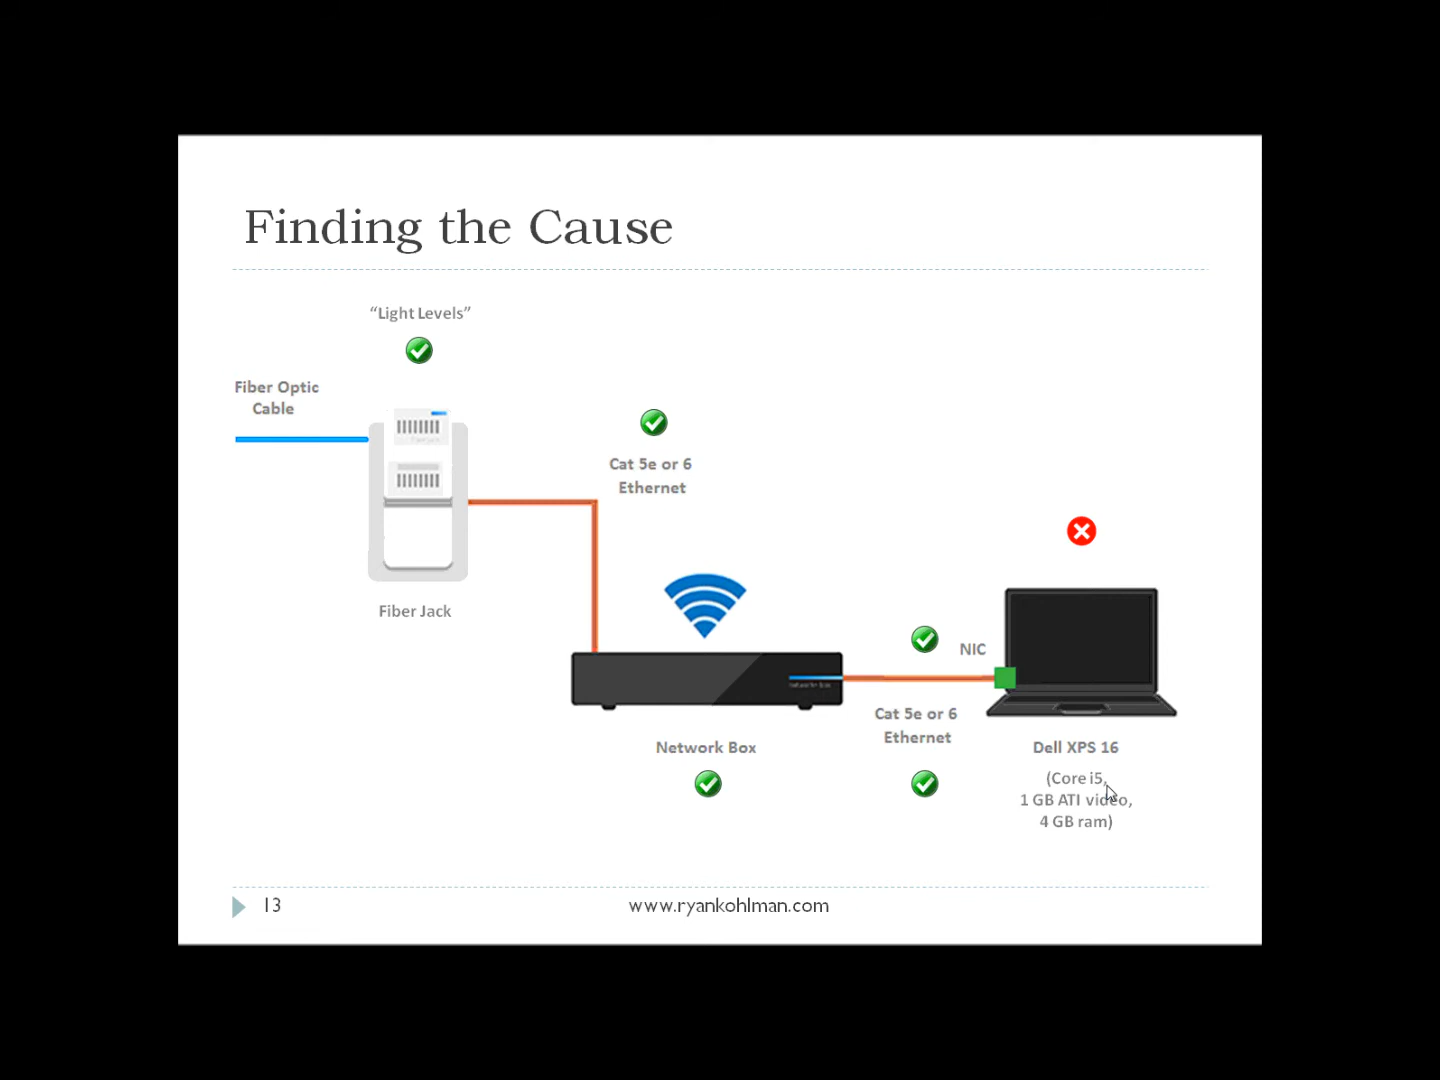 Finding the Cause
“Light Levels”
Fiber Optic
Cable
Cat 5e or 6
Ethernet
Fiber Jack
NIC
Cat 5e or 6
Ethernet
Network Box
Dell XPS 16
(Core i5,
1 GB ATI video,
4 GB ram)
13
www.ryankohlman.com